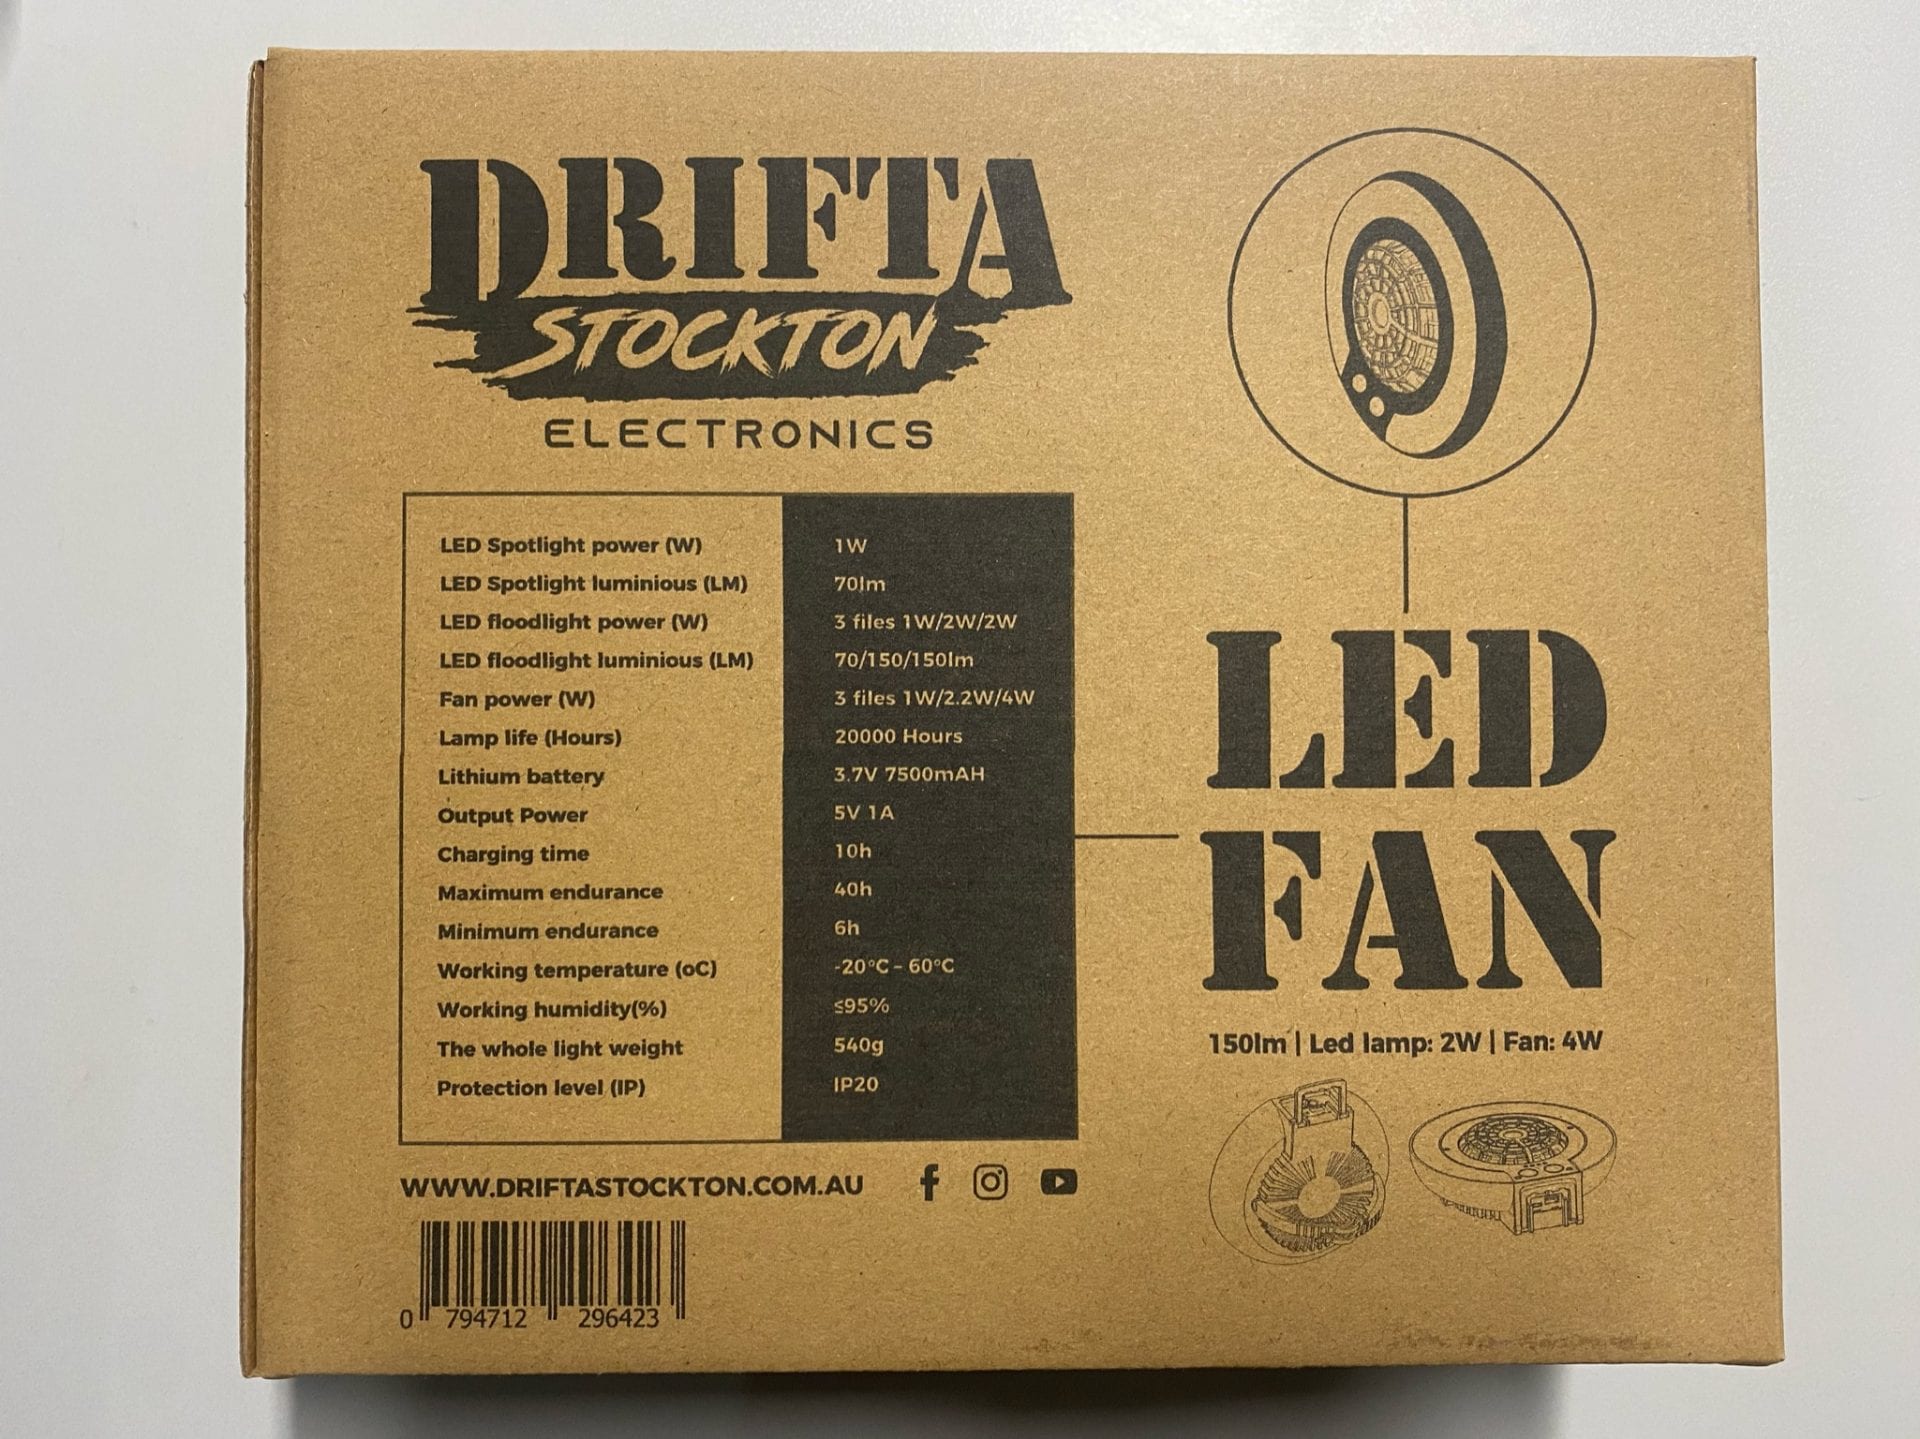 DRIFTA
STOCKTON
ELECTRONICS
LED Spotlight power (W) 1W
LED Spotlight luminious (LM) 70lm
LED floodlight power (W) 3 files 1W/2W/2W
LED floodlight luminious (LM) 70/150/150lm
Fan power (W) 3 files 1W/2.2W/4W
Lamp life (Hours) 20000 Hours
Lithium battery 3.7V 7500mAH
Output Power 5V 1A
Charging time 10h
Maximum endurance 40h
Minimum endurance 6h
Working temperature (oC) -20°C – 60°C
Working humidity(%) ≤95%
The whole light weight 540g
Protection level (IP) IP20
WWW.DRIFTASTOCKTON.COM.AU
0 794712 296423
LED
FAN
150lm | Led lamp: 2W | Fan: 4W